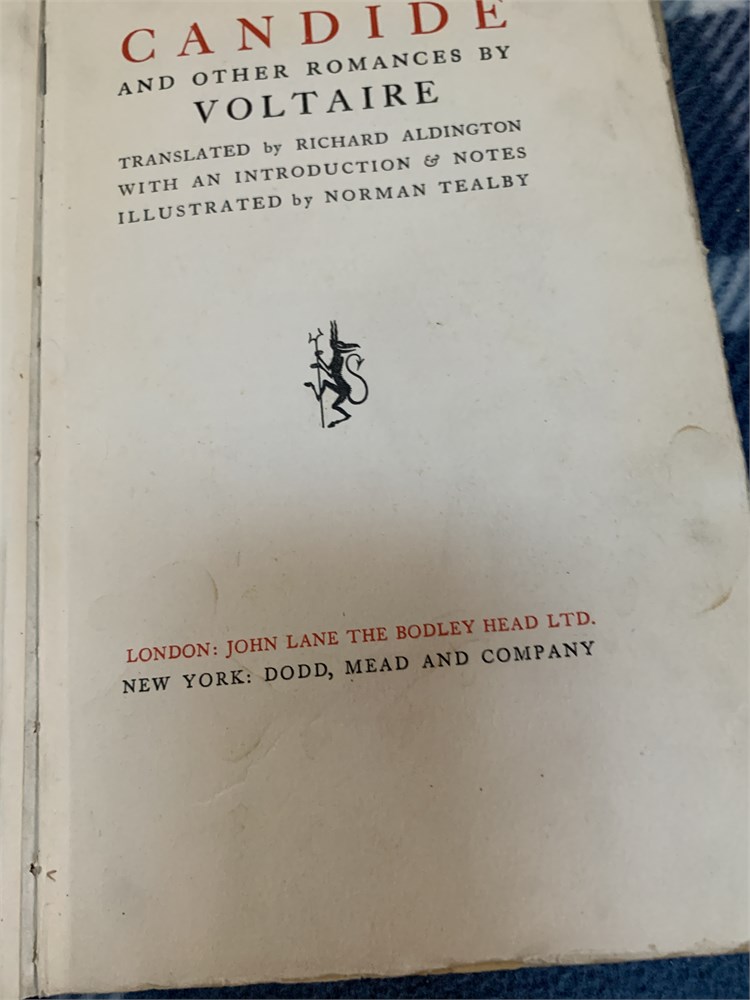 CANDIDE
AND OTHER ROMANCES BY
VOLTAIRE
TRANSLATED by RICHARD ALDINGTON
WITH AN INTRODUCTION & NOTES
ILLUSTRATED by NORMAN TEALBY
LONDON: JOHN LANE THE BODLEY HEAD LTD.
NEW YORK: DODD, MEAD AND COMPANY